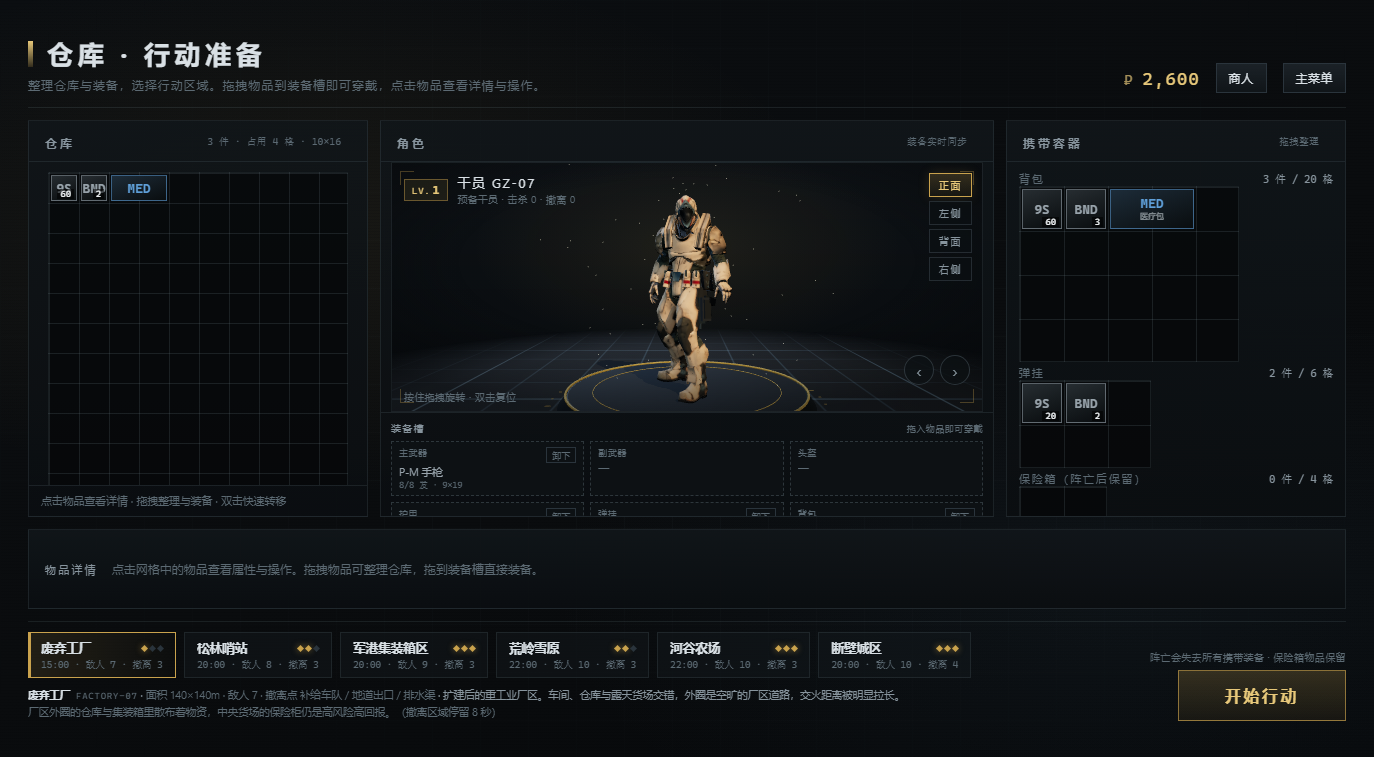 仓库 · 行动准备
整理仓库与装备，选择行动区域。拖拽物品到装备槽即可穿戴，点击物品查看详情与操作。
₽ 2,600
商人
主菜单
仓库
3 件 · 占用 4 格 · 10×16
9S
60
BND
2
MED
点击物品查看详情 · 拖拽整理与装备 · 双击快速转移
角色
装备实时同步
LV.1
干员 GZ-07
预备干员 · 击杀 0 · 撤离 0
正面
左侧
背面
右侧
‹
›
按住拖拽旋转 · 双击复位
装备槽
拖入物品即可穿戴
主武器
卸下
P-M 手枪
8/8 发 · 9×19
副武器
—
头盔
—
护甲
卸下
弹挂
卸下
背包
卸下
携带容器
拖拽整理
背包
3 件 / 20 格
9S
60
BND
3
MED
医疗包
弹挂
2 件 / 6 格
9S
20
BND
2
保险箱 (阵亡后保留)
0 件 / 4 格
物品详情
点击网格中的物品查看属性与操作。拖拽物品可整理仓库，拖到装备槽直接装备。
废弃工厂 ◆◆◆
15:00 · 敌人 7 · 撤离 3
松林哨站 ◆◆◆
20:00 · 敌人 8 · 撤离 3
军港集装箱区 ◆◆◆
20:00 · 敌人 9 · 撤离 3
荒岭雪原 ◆◆◆
22:00 · 敌人 10 · 撤离 3
河谷农场 ◆◆◆
22:00 · 敌人 10 · 撤离 3
断壁城区 ◆◆◆
20:00 · 敌人 10 · 撤离 4
废弃工厂 FACTORY-07 · 面积 140×140m · 敌人 7 · 撤离点 补给车队 / 地道出口 / 排水渠 · 扩建后的重工业厂区。车间、仓库与露天货场交错，外圈是空旷的厂区道路，交火距离被明显拉长。
厂区外圈的仓库与集装箱里散布着物资，中央货场的保险柜仍是高风险高回报。（撤离区域停留 8 秒）
阵亡会失去所有携带装备 · 保险箱物品保留
开始行动